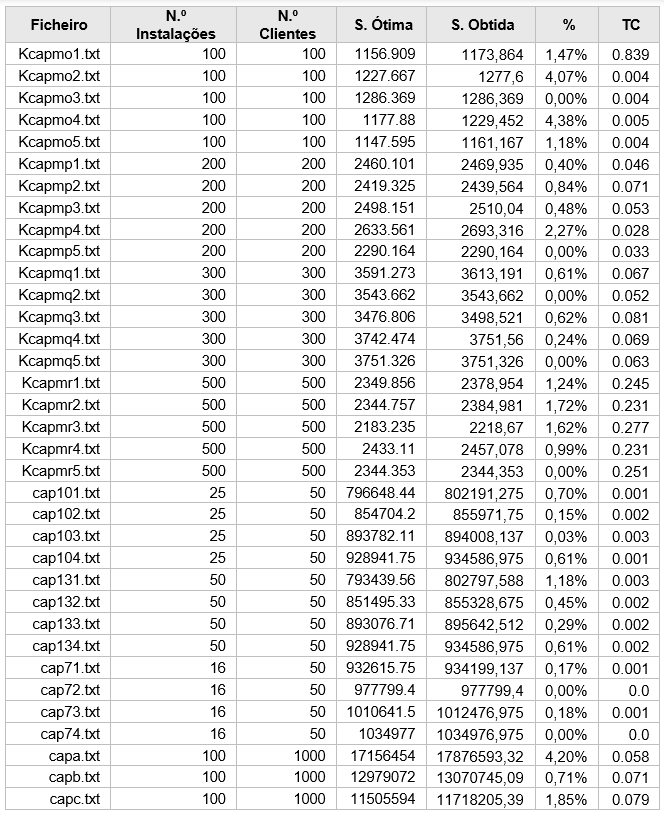 Ficheiro N.º Instalações N.º Clientes S. Ótima S. Obtida % TC
Kcapmo1.txt 100 100 1156.909 1173,864 1,47% 0.839
Kcapmo2.txt 100 100 1227.667 1277,6 4,07% 0.004
Kcapmo3.txt 100 100 1286.369 1286,369 0,00% 0.004
Kcapmo4.txt 100 100 1177.88 1229,452 4,38% 0.005
Kcapmo5.txt 100 100 1147.595 1161,167 1,18% 0.004
Kcapmp1.txt 200 200 2460.101 2469,935 0,40% 0.046
Kcapmp2.txt 200 200 2419.325 2439,564 0,84% 0.071
Kcapmp3.txt 200 200 2498.151 2510,04 0,48% 0.053
Kcapmp4.txt 200 200 2633.561 2693,316 2,27% 0.028
Kcapmp5.txt 200 200 2290.164 2290,164 0,00% 0.033
Kcapmq1.txt 300 300 3591.273 3613,191 0,61% 0.067
Kcapmq2.txt 300 300 3543.662 3543,662 0,00% 0.052
Kcapmq3.txt 300 300 3476.806 3498,521 0,62% 0.081
Kcapmq4.txt 300 300 3742.474 3751,56 0,24% 0.069
Kcapmq5.txt 300 300 3751.326 3751,326 0,00% 0.063
Kcapmr1.txt 500 500 2349.856 2378,954 1,24% 0.245
Kcapmr2.txt 500 500 2344.757 2384,981 1,72% 0.231
Kcapmr3.txt 500 500 2183.235 2218,67 1,62% 0.277
Kcapmr4.txt 500 500 2433.11 2457,078 0,99% 0.231
Kcapmr5.txt 500 500 2344.353 2344,353 0,00% 0.251
cap101.txt 25 50 796648.44 802191,275 0,70% 0.001
cap102.txt 25 50 854704.2 855971,75 0,15% 0.002
cap103.txt 25 50 893782.11 894008,137 0,03% 0.003
cap104.txt 25 50 928941.75 934586,975 0,61% 0.001
cap131.txt 50 50 793439.56 802797,588 1,18% 0.003
cap132.txt 50 50 851495.33 855328,675 0,45% 0.002
cap133.txt 50 50 893076.71 895642,512 0,29% 0.002
cap134.txt 50 50 928941.75 934586,975 0,61% 0.002
cap71.txt 16 50 932615.75 934199,137 0,17% 0.001
cap72.txt 16 50 977799.4 977799,4 0,00% 0.0
cap73.txt 16 50 1010641.5 1012476,975 0,18% 0.001
cap74.txt 16 50 1034977 1034976,975 0,00% 0.0
capa.txt 100 1000 17156454 17876593,32 4,20% 0.058
capb.txt 100 1000 12979072 13070745,09 0,71% 0.071
capc.txt 100 1000 11505594 11718205,39 1,85% 0.079